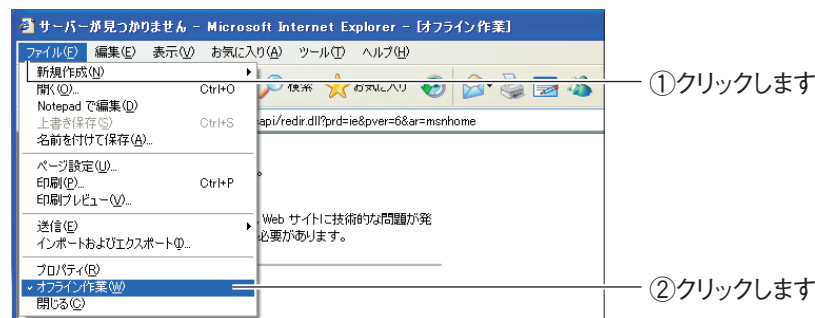 サーバーが見つかりません - Microsoft Internet Explorer - [オフライン作業]
ファイル(F) 編集(E) 表示(V) お気に入り(A) ツール(T) ヘルプ(H)
新規作成(N)
①クリックします
開く(O)... Ctrl+O
検索 お気に入り
Notepad で編集(D)
上書き保存(S) Ctrl+S
api/redir.dll?prd=ie&pver=6&ar=msnhome
名前を付けて保存(A)...
ページ設定(U)...
。
印刷(P)... Ctrl+P
印刷プレビュー(V)...
Web サイトに技術的な問題が発
送信(E)
必要があります。
インポートおよびエクスポート(I)...
プロパティ(R)
オフライン作業(W)
②クリックします
閉じる(C)